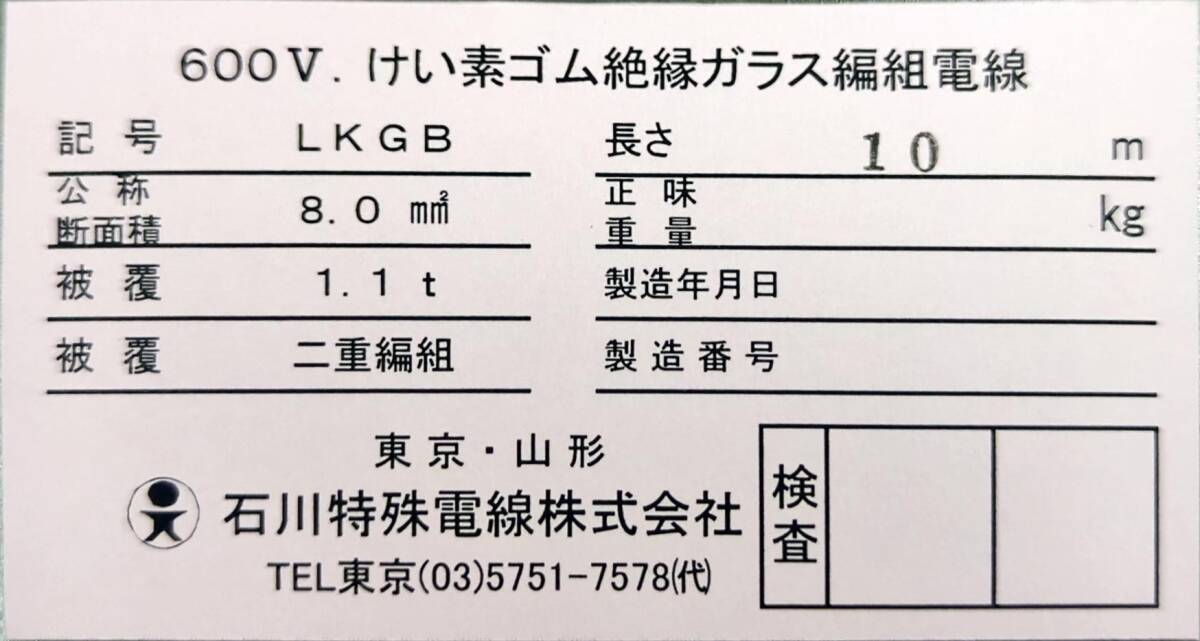 600V．けい素ゴム絶縁ガラス編組電線
記号 LKGB 長さ 10 m
公称断面積 8.0 ㎟ 正味重量 kg
被覆 1.1t 製造年月日
被覆 二重編組 製造番号
東京・山形
石川特殊電線株式会社
TEL東京(03)5751-7578㈹
検査